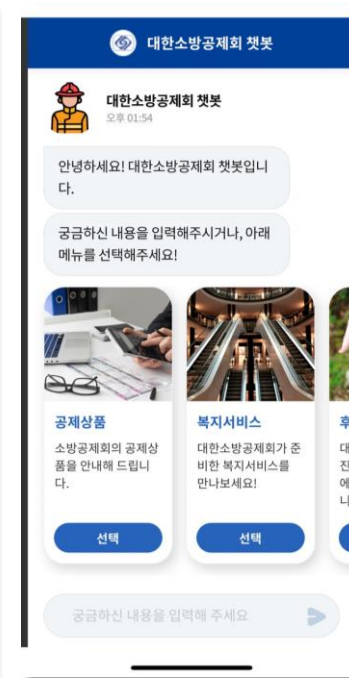 대한소방공제회 챗봇
대한소방공제회 챗봇
오후 01:54
안녕하세요! 대한소방공제회 챗봇입니
다.
궁금하신 내용을 입력해주시거나, 아래
메뉴를 선택해주세요!
공제상품
소방공제회의 공제상
품을 안내해 드립니
다.
선택
복지서비스
대한소방공제회가 준
비한 복지서비스를
만나보세요!
선택
후
대
진
에
니
궁금하신 내용을 입력해 주세요